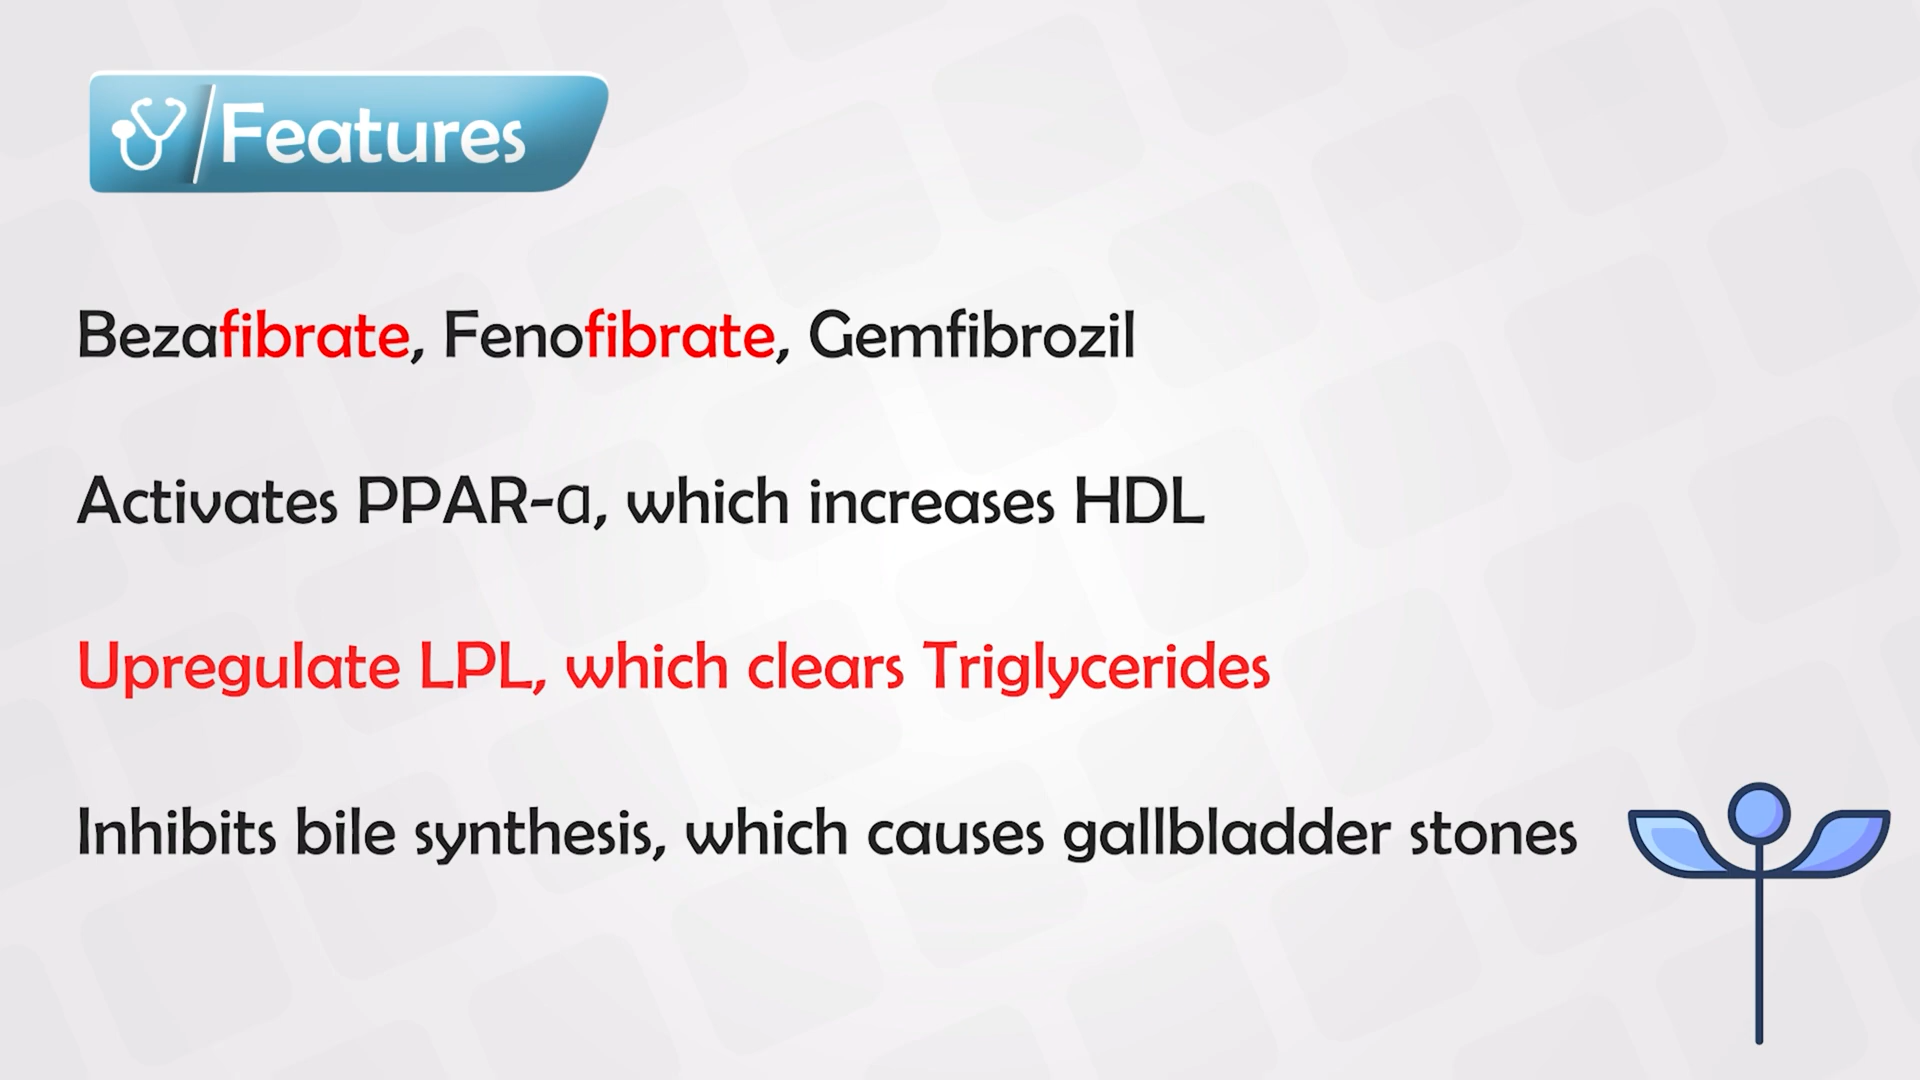 Features
Bezafibrate, Fenofibrate, Gemfibrozil
Activates PPAR-α, which increases HDL
Upregulate LPL, which clears Triglycerides
Inhibits bile synthesis, which causes gallbladder stones